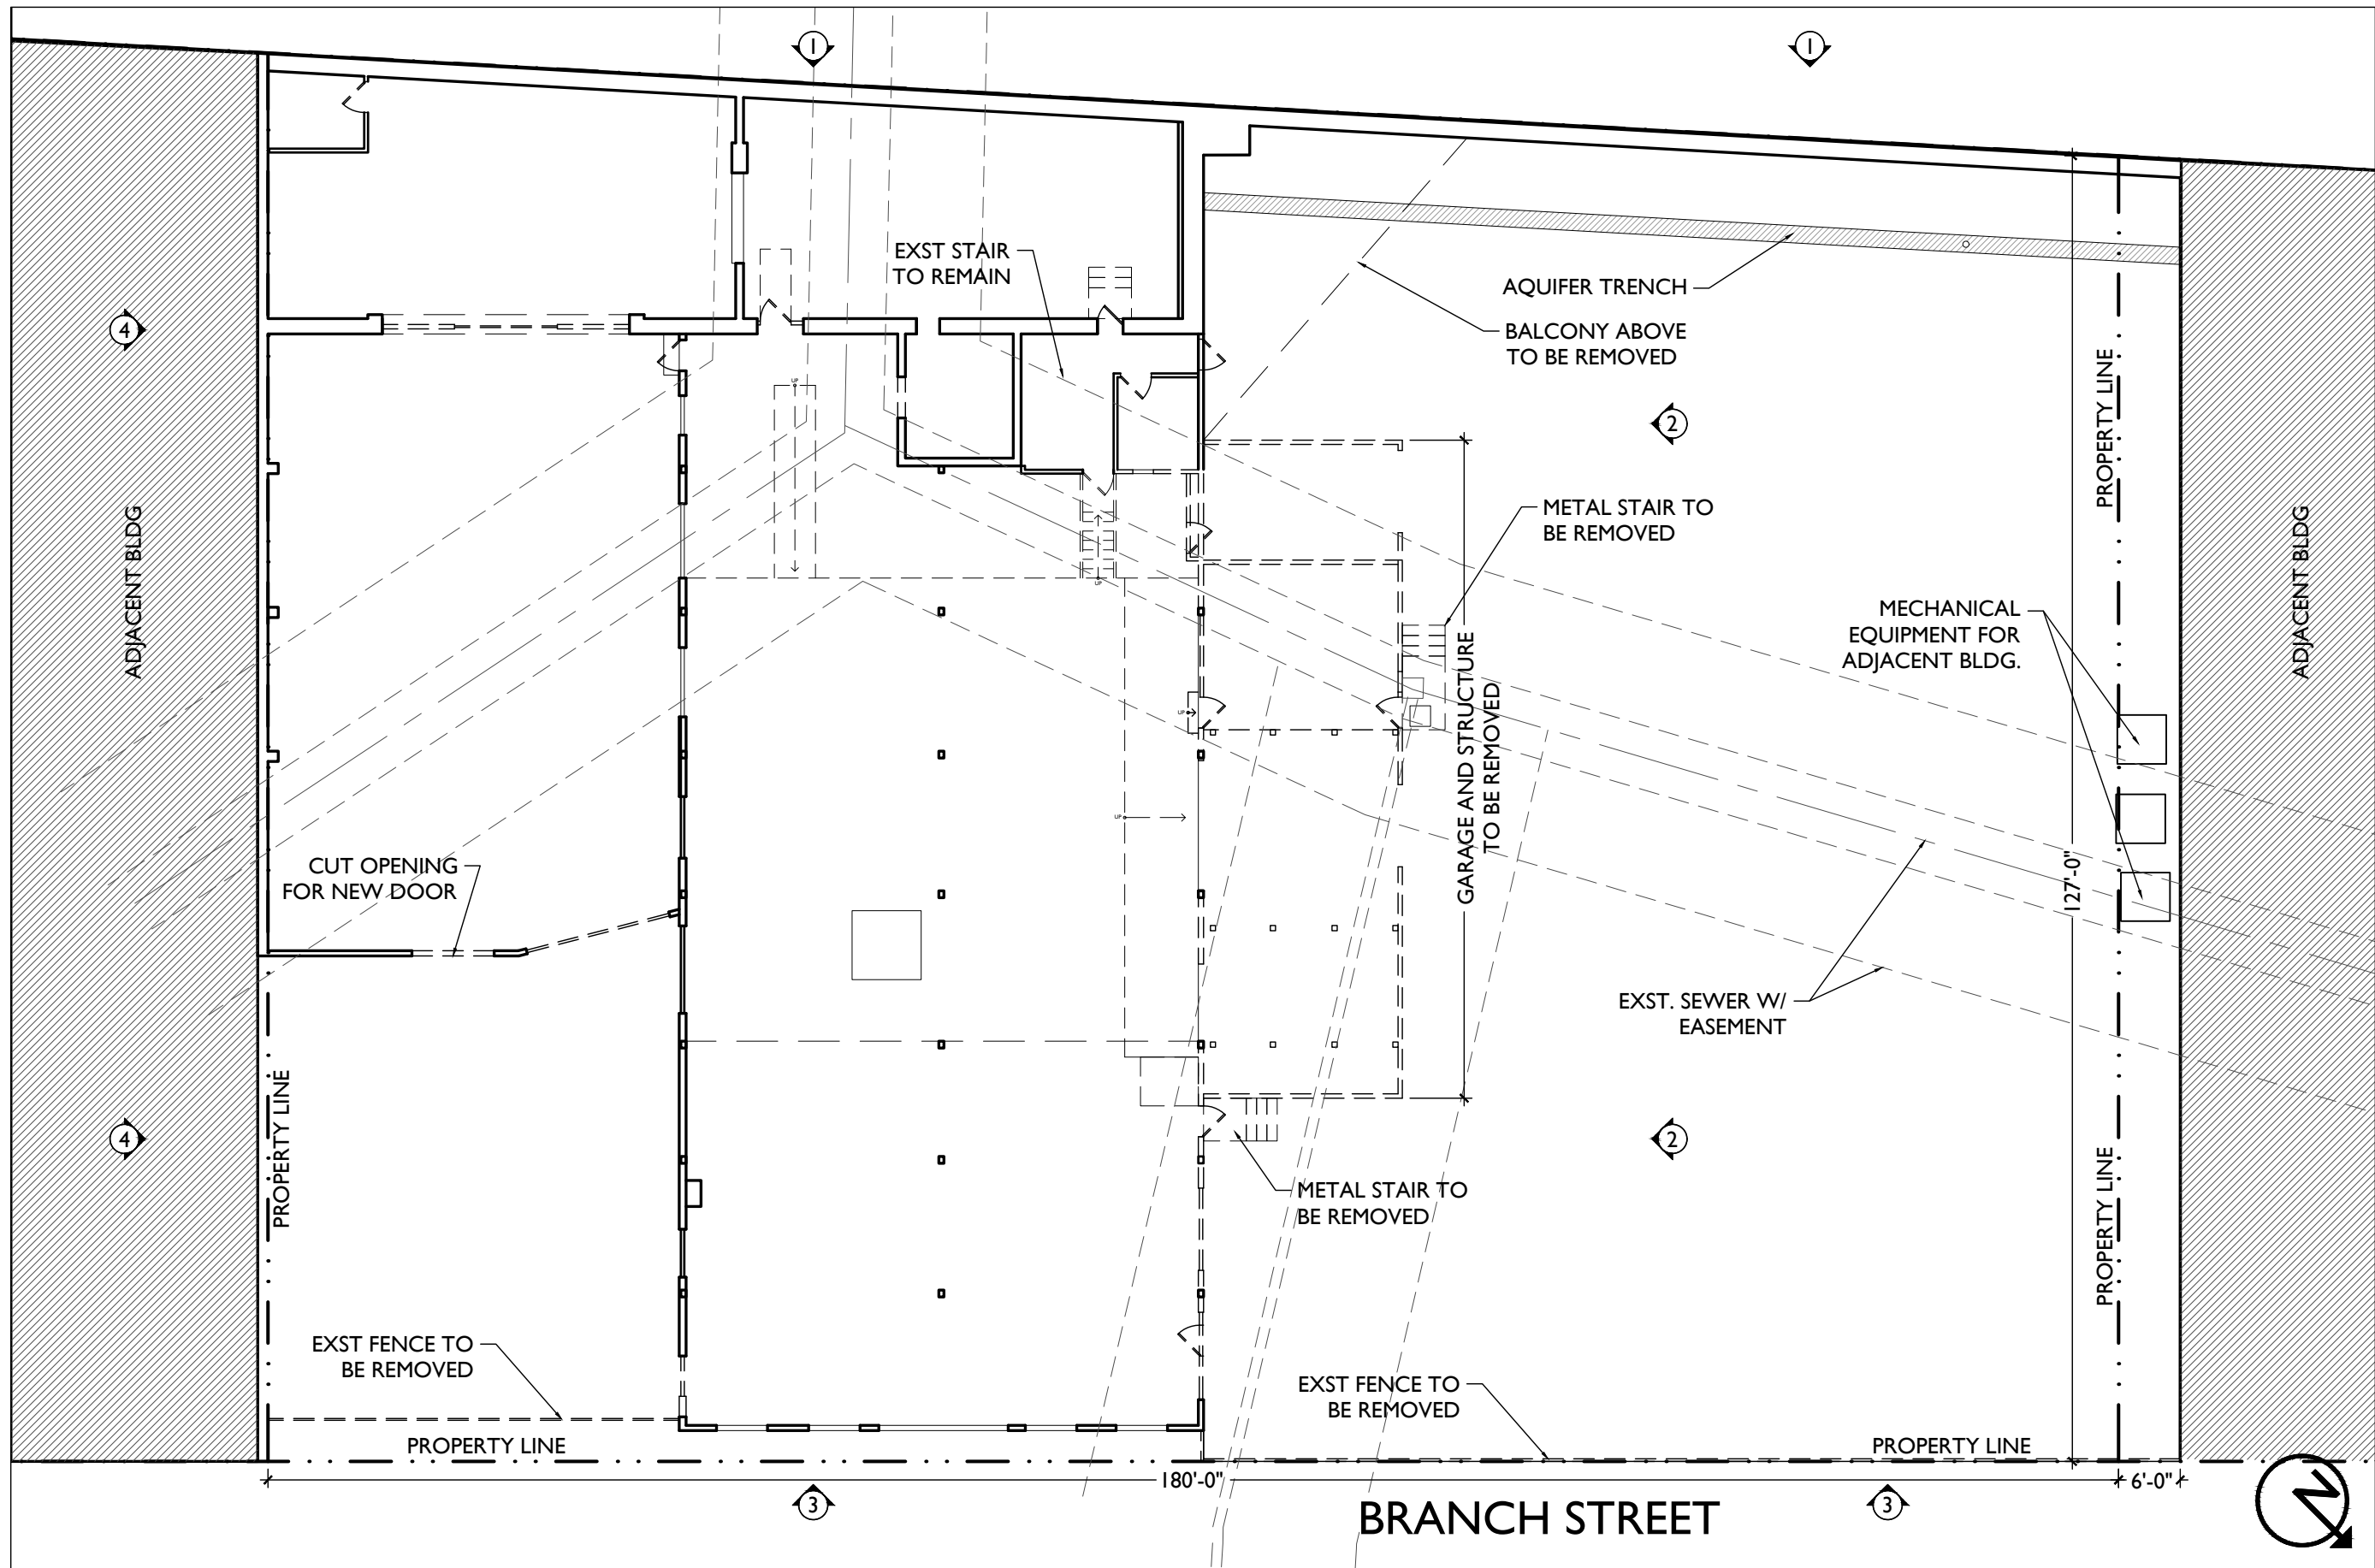 1
1
EXST STAIR
TO REMAIN
AQUIFER TRENCH
BALCONY ABOVE
TO BE REMOVED
4
2
PROPERTY LINE
UP
METAL STAIR TO
BE REMOVED
ADJACENT BLDG
ADJACENT BLDG
UP
MECHANICAL
EQUIPMENT FOR
ADJACENT BLDG.
GARAGE AND STRUCTURE
TO BE REMOVED
UP
UP
CUT OPENING
FOR NEW DOOR
127'-0"
EXST. SEWER W/
EASEMENT
PROPERTY LINE
4
2
METAL STAIR TO
BE REMOVED
PROPERTY LINE
EXST FENCE TO
BE REMOVED
EXST FENCE TO
BE REMOVED
PROPERTY LINE
PROPERTY LINE
180'-0"
6'-0"
3
BRANCH STREET
3
N